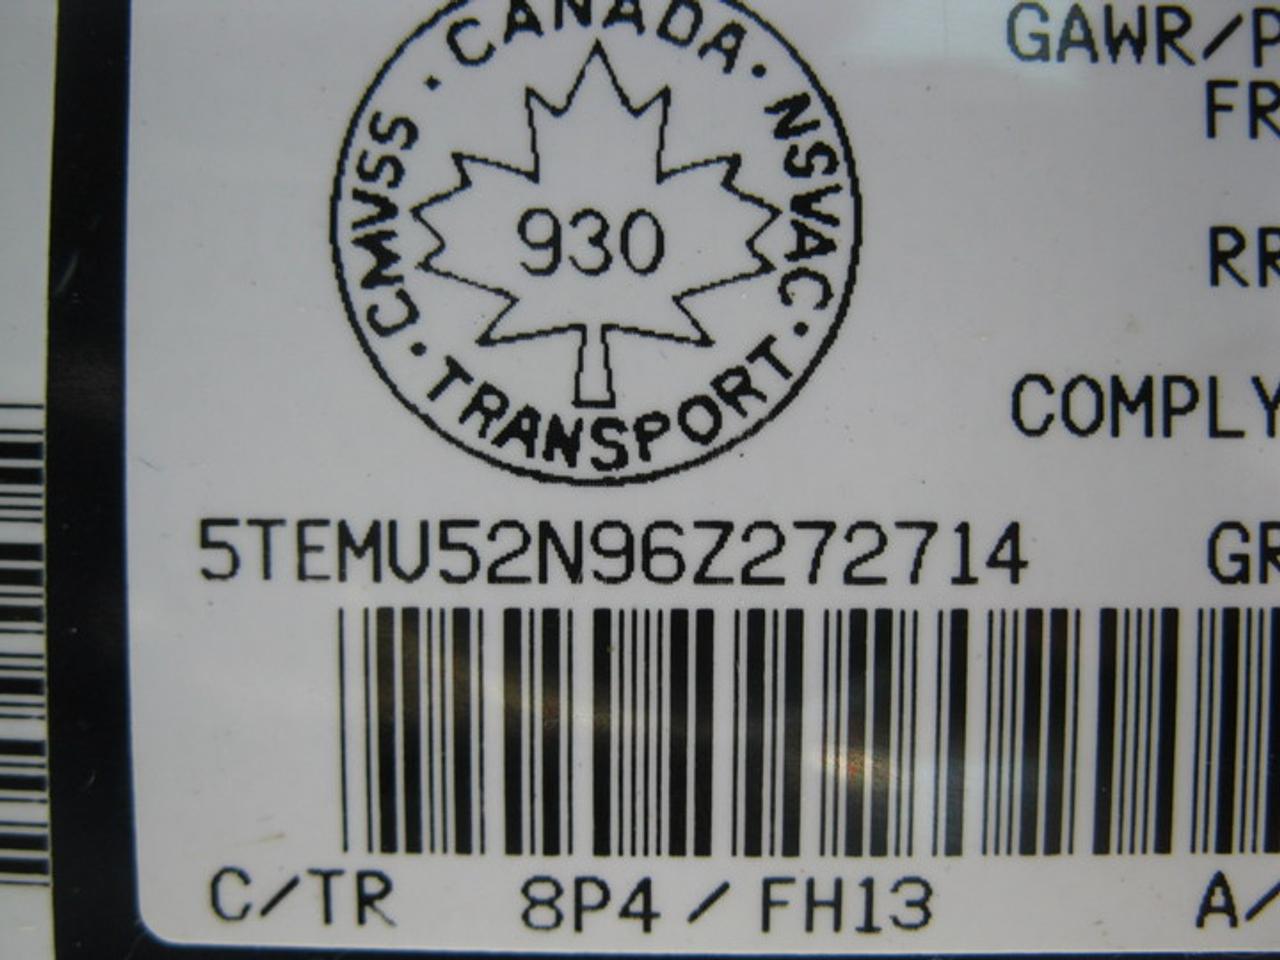 · CANADA ·
GAWR/P
FR
CMVSS
NSVAC
930
RR
· TRANSPORT ·
COMPLY
5TEMU52N96Z272714
GR
C/TR 8P4 / FH13 A/